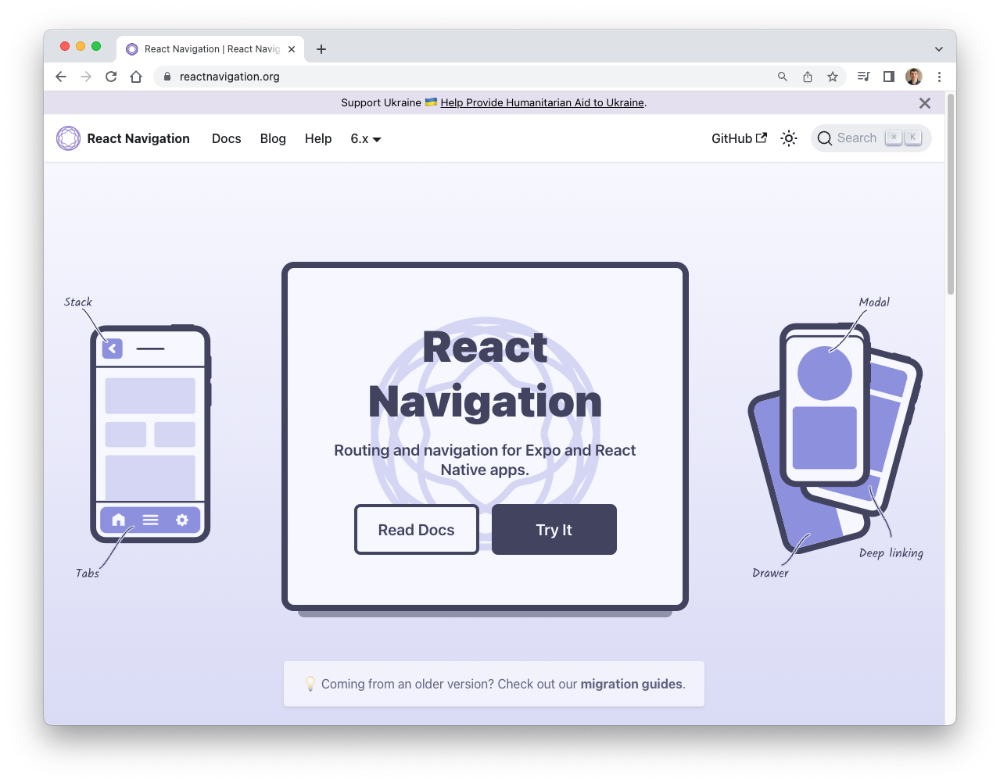 React Navigation | React Navig
reactnavigation.org
Support Ukraine 🇺🇦 Help Provide Humanitarian Aid to Ukraine.
React Navigation Docs Blog Help 6.x GitHub Search ⌘ K
Stack
Modal
React
Navigation
Routing and navigation for Expo and React
Native apps.
Read Docs Try It
Deep linking
Tabs
Drawer
💡 Coming from an older version? Check out our migration guides.